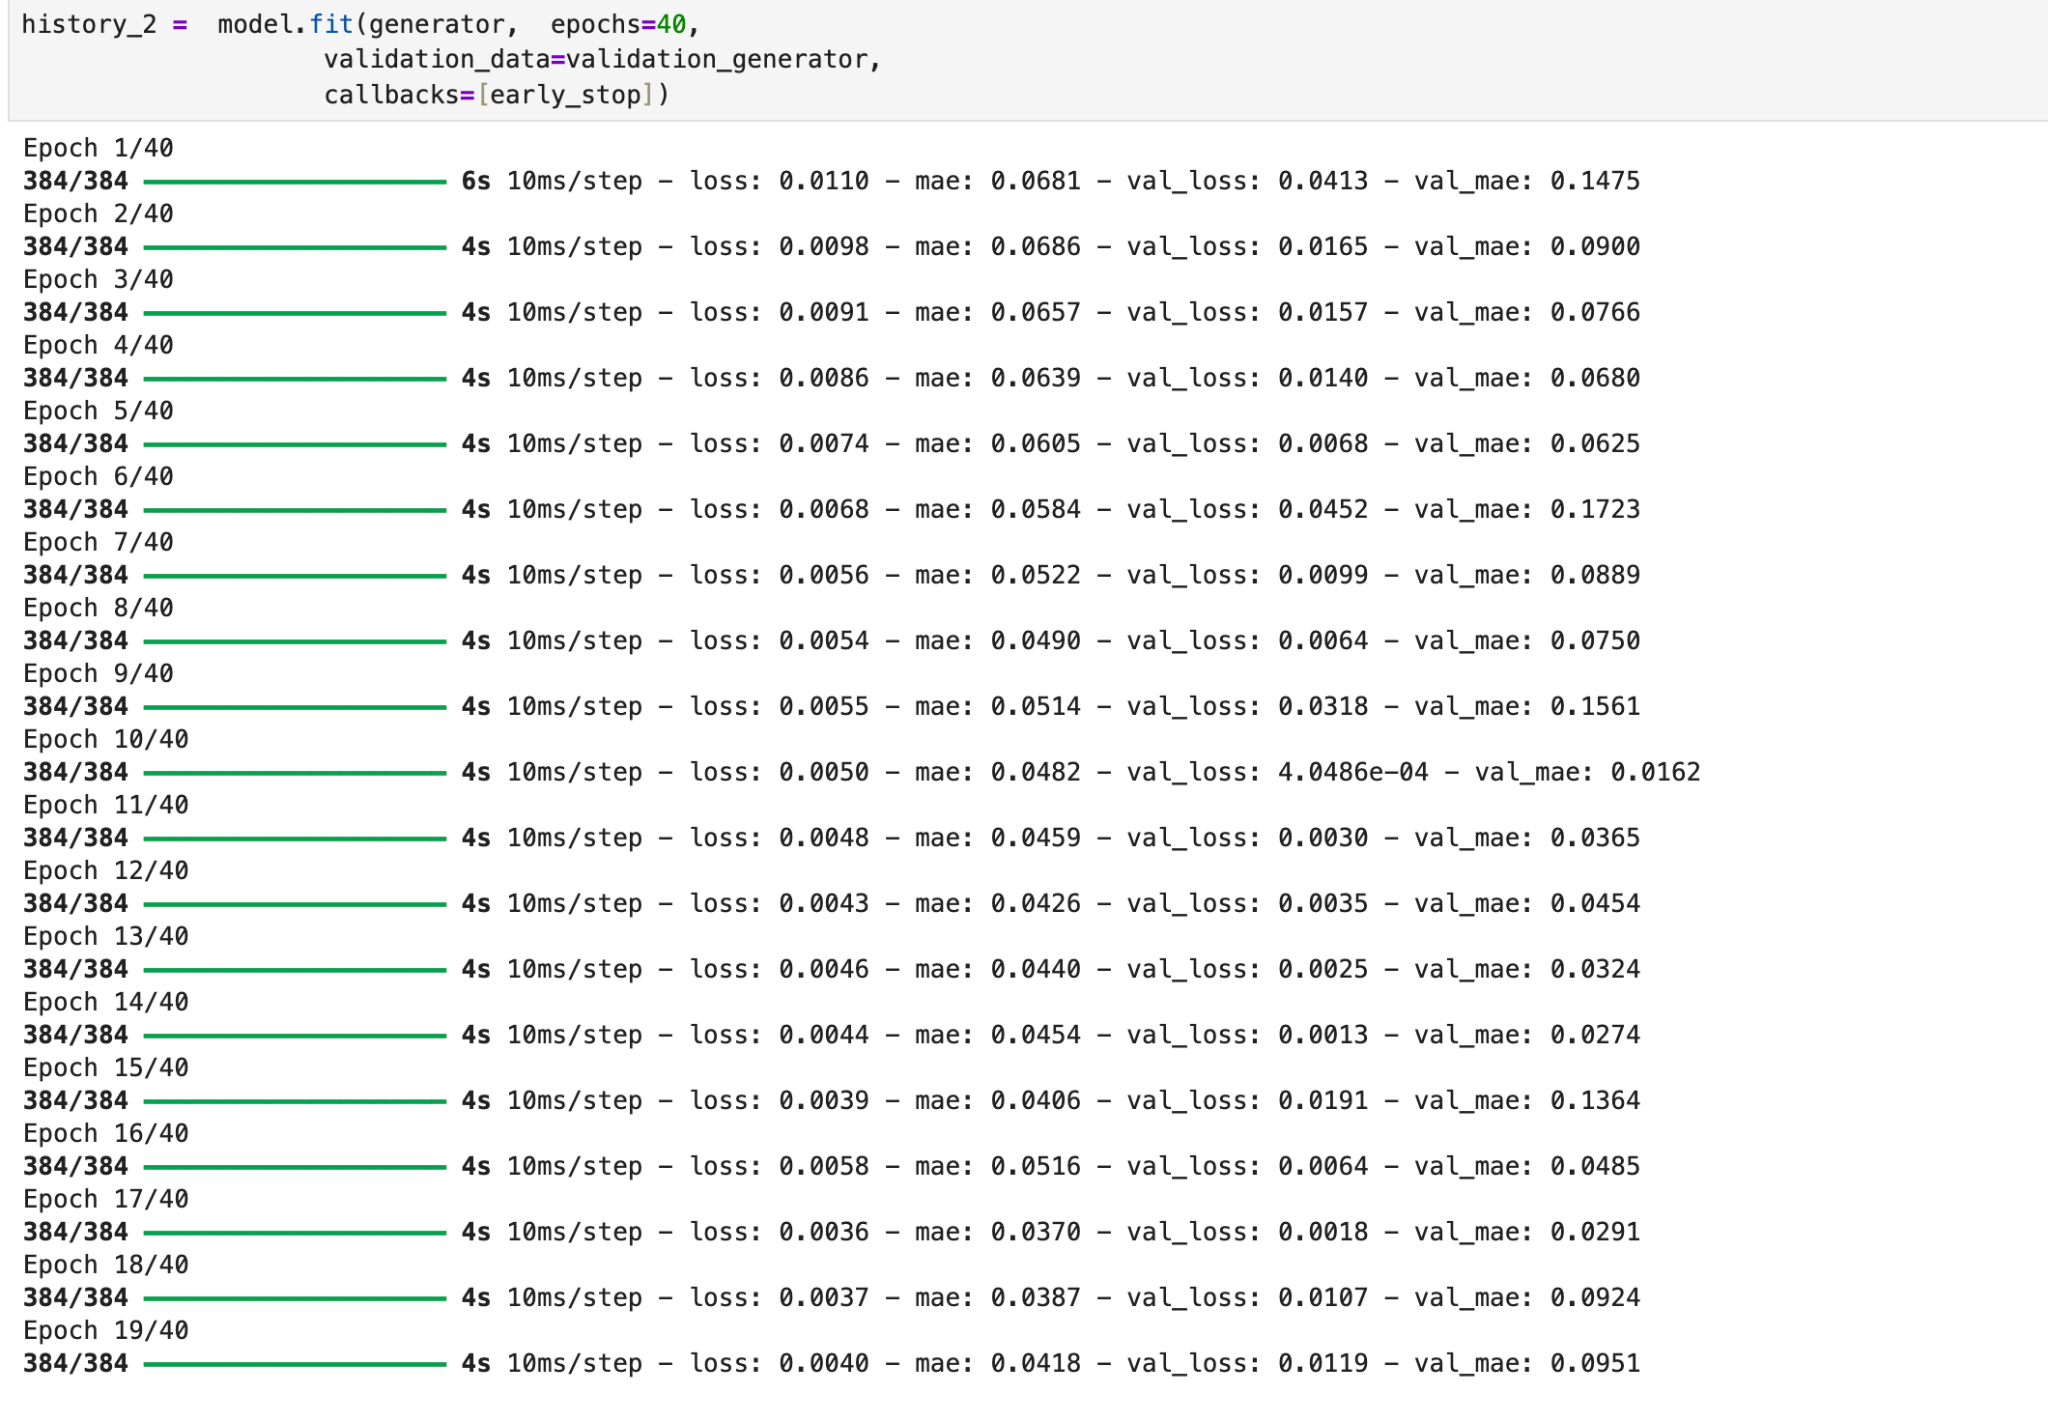 history_2 =  model.fit(generator,  epochs=40,
                    validation_data=validation_generator,
                    callbacks=[early_stop])
Epoch 1/40
384/384 6s 10ms/step - loss: 0.0110 - mae: 0.0681 - val_loss: 0.0413 - val_mae: 0.1475
Epoch 2/40
384/384 4s 10ms/step - loss: 0.0098 - mae: 0.0686 - val_loss: 0.0165 - val_mae: 0.0900
Epoch 3/40
384/384 4s 10ms/step - loss: 0.0091 - mae: 0.0657 - val_loss: 0.0157 - val_mae: 0.0766
Epoch 4/40
384/384 4s 10ms/step - loss: 0.0086 - mae: 0.0639 - val_loss: 0.0140 - val_mae: 0.0680
Epoch 5/40
384/384 4s 10ms/step - loss: 0.0074 - mae: 0.0605 - val_loss: 0.0068 - val_mae: 0.0625
Epoch 6/40
384/384 4s 10ms/step - loss: 0.0068 - mae: 0.0584 - val_loss: 0.0452 - val_mae: 0.1723
Epoch 7/40
384/384 4s 10ms/step - loss: 0.0056 - mae: 0.0522 - val_loss: 0.0099 - val_mae: 0.0889
Epoch 8/40
384/384 4s 10ms/step - loss: 0.0054 - mae: 0.0490 - val_loss: 0.0064 - val_mae: 0.0750
Epoch 9/40
384/384 4s 10ms/step - loss: 0.0055 - mae: 0.0514 - val_loss: 0.0318 - val_mae: 0.1561
Epoch 10/40
384/384 4s 10ms/step - loss: 0.0050 - mae: 0.0482 - val_loss: 4.0486e-04 - val_mae: 0.0162
Epoch 11/40
384/384 4s 10ms/step - loss: 0.0048 - mae: 0.0459 - val_loss: 0.0030 - val_mae: 0.0365
Epoch 12/40
384/384 4s 10ms/step - loss: 0.0043 - mae: 0.0426 - val_loss: 0.0035 - val_mae: 0.0454
Epoch 13/40
384/384 4s 10ms/step - loss: 0.0046 - mae: 0.0440 - val_loss: 0.0025 - val_mae: 0.0324
Epoch 14/40
384/384 4s 10ms/step - loss: 0.0044 - mae: 0.0454 - val_loss: 0.0013 - val_mae: 0.0274
Epoch 15/40
384/384 4s 10ms/step - loss: 0.0039 - mae: 0.0406 - val_loss: 0.0191 - val_mae: 0.1364
Epoch 16/40
384/384 4s 10ms/step - loss: 0.0058 - mae: 0.0516 - val_loss: 0.0064 - val_mae: 0.0485
Epoch 17/40
384/384 4s 10ms/step - loss: 0.0036 - mae: 0.0370 - val_loss: 0.0018 - val_mae: 0.0291
Epoch 18/40
384/384 4s 10ms/step - loss: 0.0037 - mae: 0.0387 - val_loss: 0.0107 - val_mae: 0.0924
Epoch 19/40
384/384 4s 10ms/step - loss: 0.0040 - mae: 0.0418 - val_loss: 0.0119 - val_mae: 0.0951